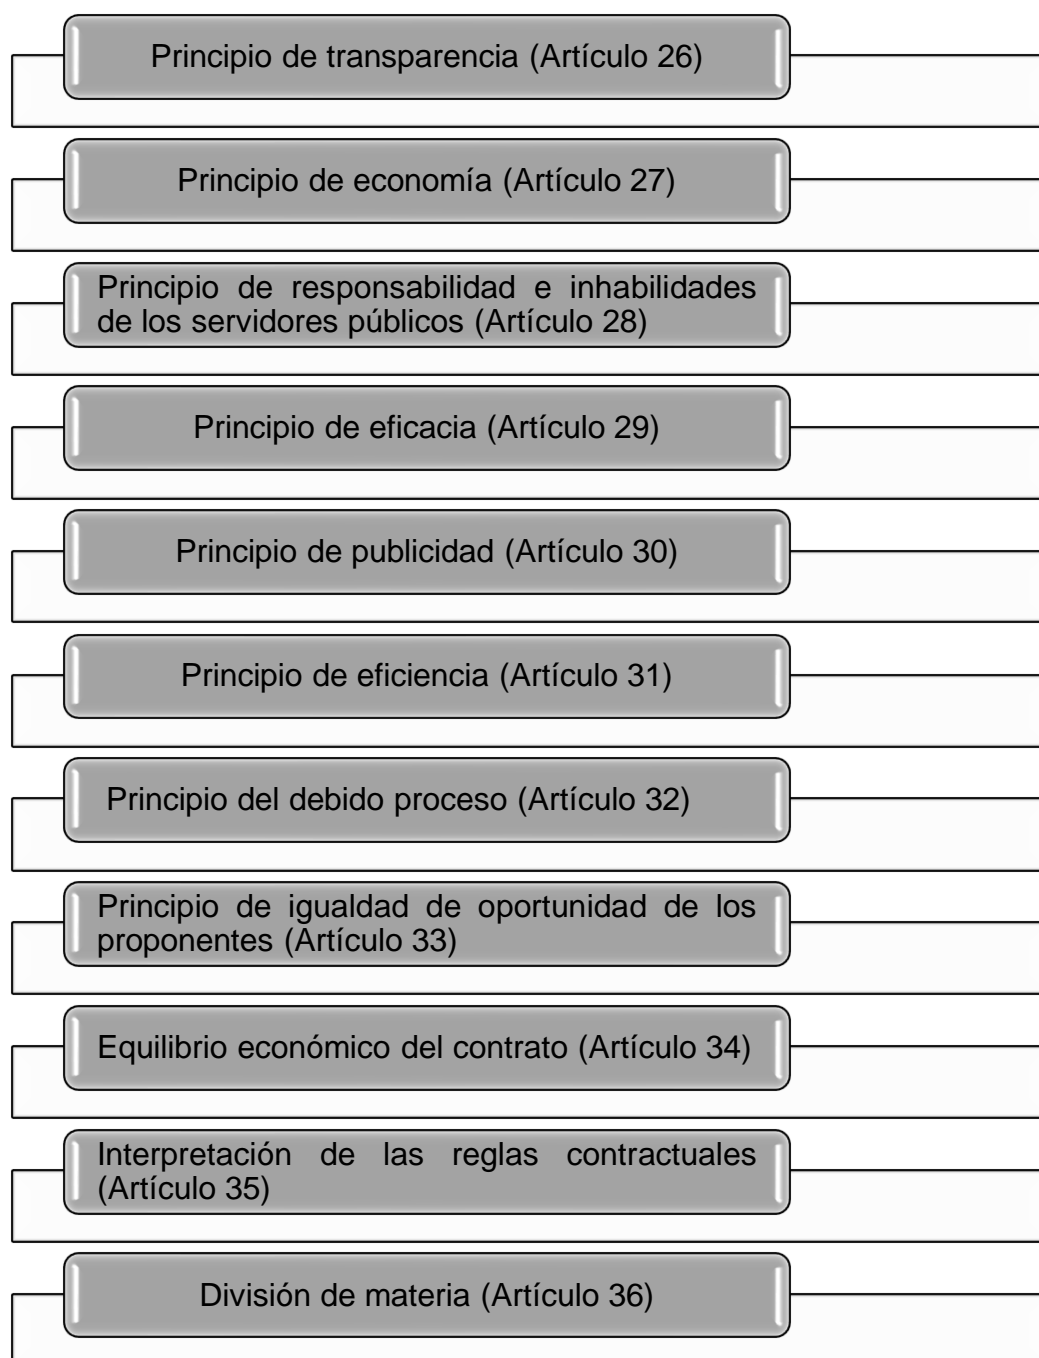 Principio de transparencia (Artículo 26)
Principio de economía (Artículo 27)
Principio de responsabilidad e inhabilidades
de los servidores públicos (Artículo 28)
Principio de eficacia (Artículo 29)
Principio de publicidad (Artículo 30)
Principio de eficiencia (Artículo 31)
Principio del debido proceso (Artículo 32)
Principio de igualdad de oportunidad de los
proponentes (Artículo 33)
Equilibrio económico del contrato (Artículo 34)
Interpretación de las reglas contractuales
(Artículo 35)
División de materia (Artículo 36)